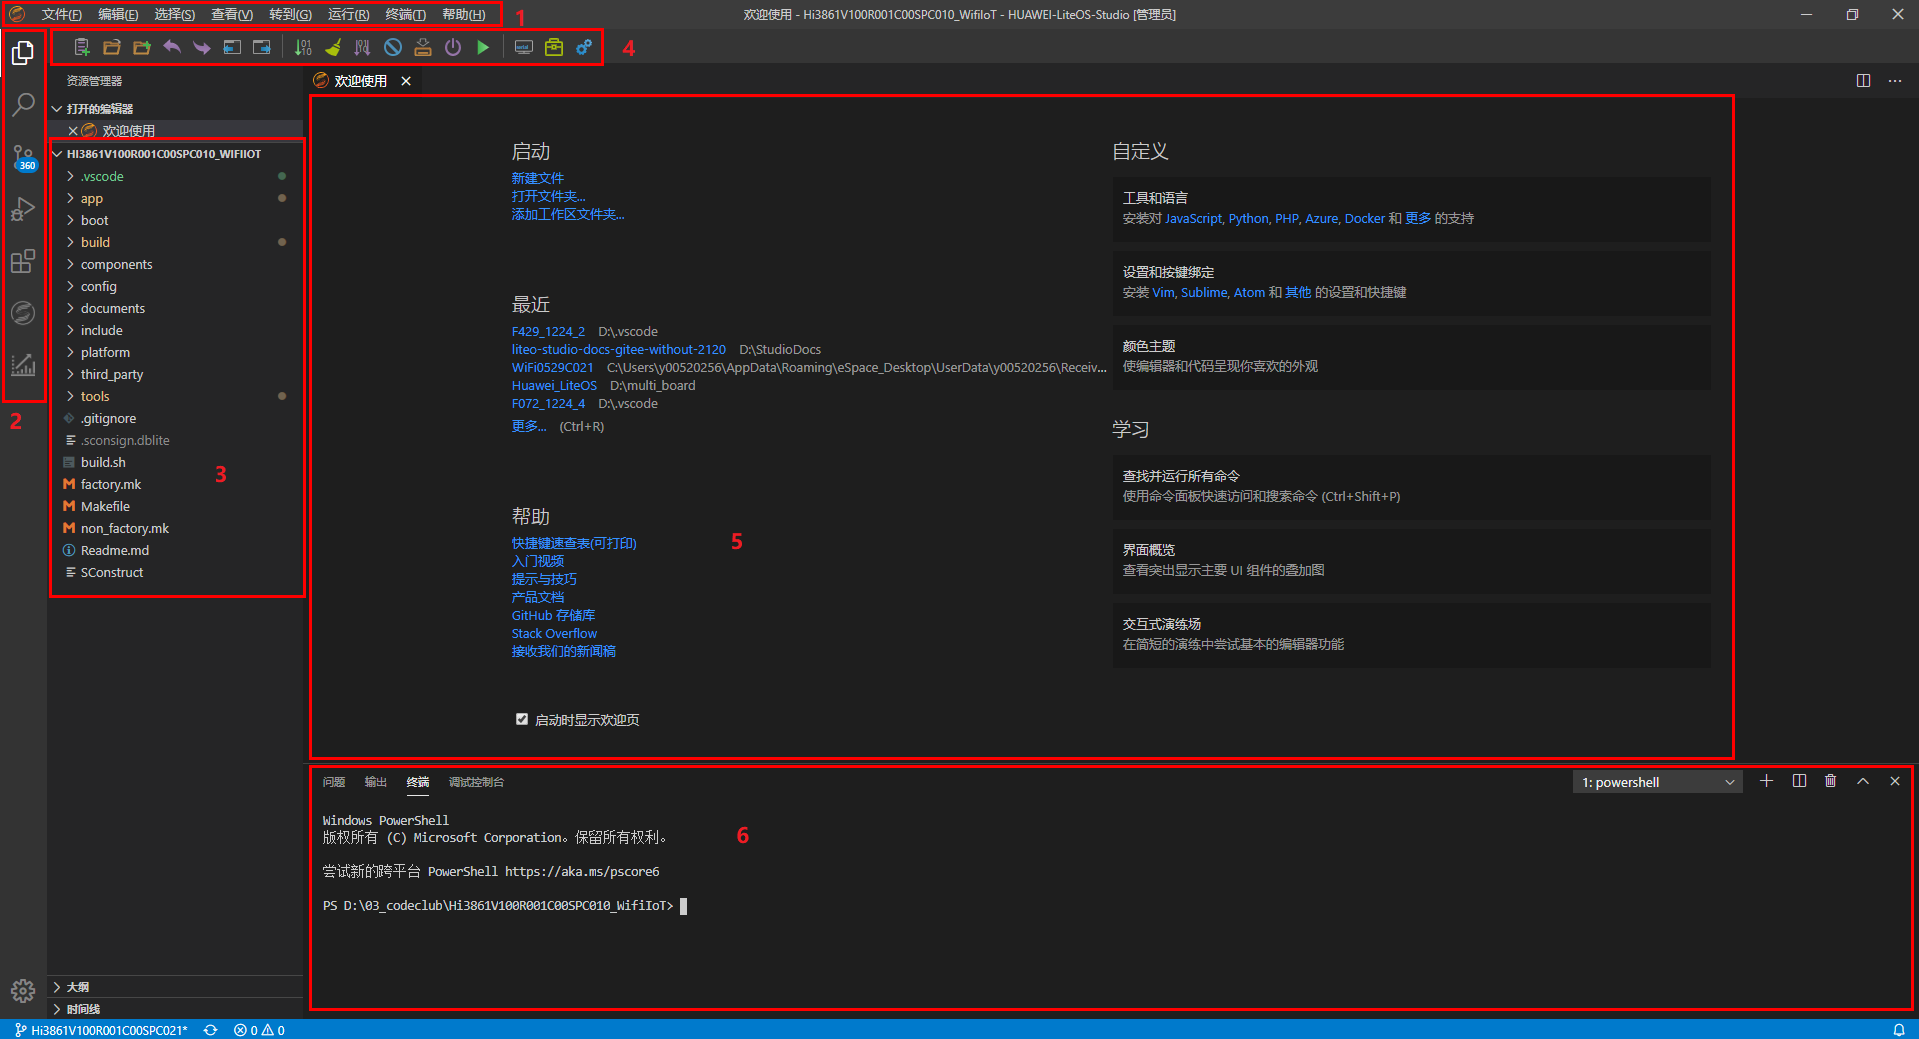 文件(F) 编辑(E) 选择(S) 查看(V) 转到(G) 运行(R) 终端(T) 帮助(H) 1
欢迎使用 - Hi3861V100R001C00SPC010_WifiIoT - HUAWEI-LiteOS-Studio [管理员]
4
资源管理器
打开的编辑器
欢迎使用
HI3861V100R001C00SPC010_WIFIIOT
360
.vscode
app
boot
build
components
config
documents
include
platform
third_party
tools
.gitignore
.sconsign.dblite
build.sh
factory.mk
Makefile
non_factory.mk
Readme.md
SConstruct
2
3
大纲
时间线
欢迎使用
启动
新建文件
打开文件夹...
添加工作区文件夹...
最近
F429_1224_2 D:\.vscode
liteo-studio-docs-gitee-without-2120 D:\StudioDocs
WiFi0529C021 C:\Users\y00520256\AppData\Roaming\eSpace_Desktop\UserData\y00520256\Receiv...
Huawei_LiteOS D:\multi_board
F072_1224_4 D:\.vscode
更多... (Ctrl+R)
帮助
快捷键速查表(可打印)
入门视频
提示与技巧
产品文档
GitHub 存储库
Stack Overflow
接收我们的新闻稿
5
启动时显示欢迎页
自定义
工具和语言
安装对 JavaScript, Python, PHP, Azure, Docker 和 更多 的支持
设置和按键绑定
安装 Vim, Sublime, Atom 和 其他 的设置和快捷键
颜色主题
使编辑器和代码呈现你喜欢的外观
学习
查找并运行所有命令
使用命令面板快速访问和搜索命令 (Ctrl+Shift+P)
界面概览
查看突出显示主要 UI 组件的叠加图
交互式演练场
在简短的演练中尝试基本的编辑器功能
问题 输出 终端 调试控制台
1: powershell
Windows PowerShell
版权所有 (C) Microsoft Corporation。保留所有权利。
6
尝试新的跨平台 PowerShell https://aka.ms/pscore6
PS D:\03_codeclub\Hi3861V100R001C00SPC010_WifiIoT>
Hi3861V100R001C00SPC021* 0 0